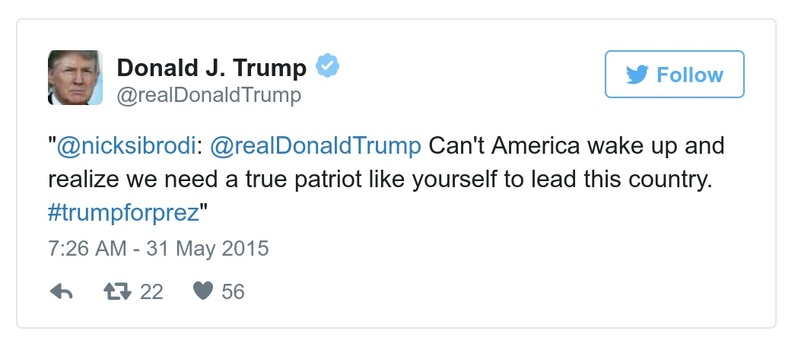 Donald J. Trump
@realDonaldTrump
Follow
"@nicksibrodi: @realDonaldTrump Can't America wake up and
realize we need a true patriot like yourself to lead this country.
#trumpforprez"
7:26 AM - 31 May 2015
22 56